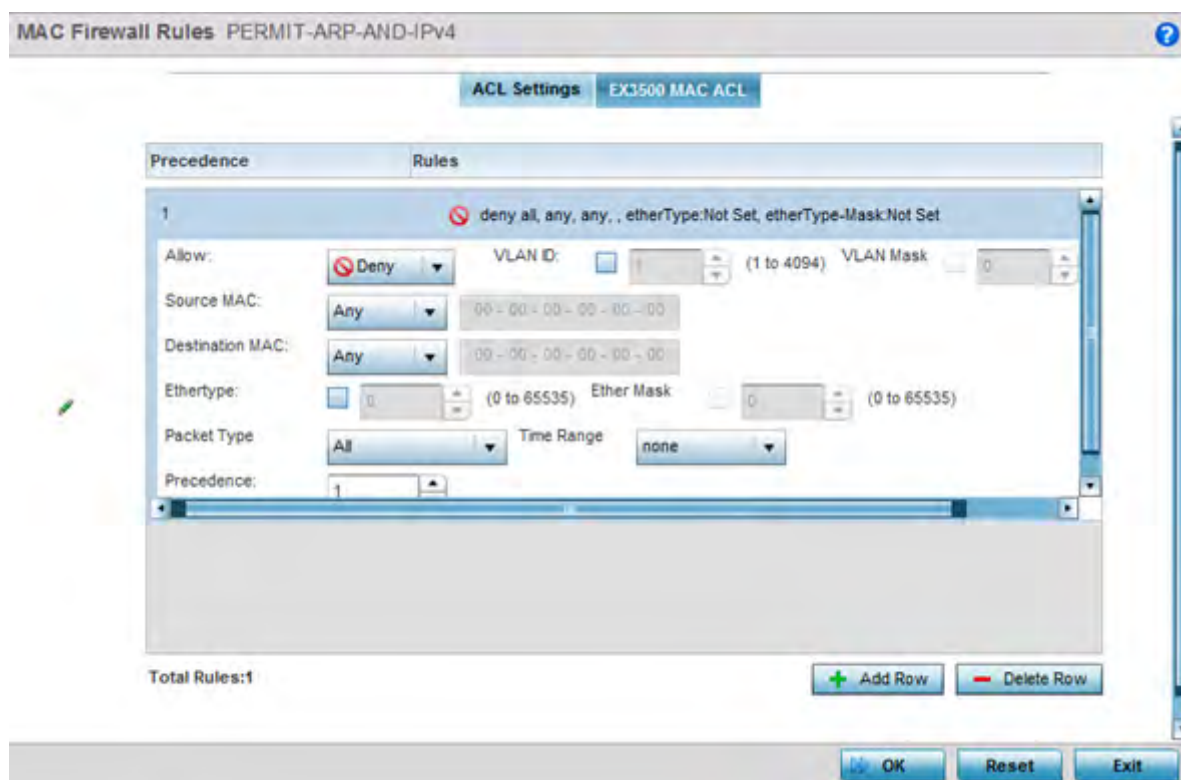 MAC Firewall Rules PERMIT-ARP-AND-IPv4 ?
ACL Settings EX3500 MAC ACL
Precedence Rules
1 deny all, any, any, , etherType:Not Set, etherType-Mask:Not Set
Allow: Deny VLAN ID: 1 (1 to 4094) VLAN Mask 0
Source MAC: Any 00 - 00 - 00 - 00 - 00 - 00
Destination MAC: Any 00 - 00 - 00 - 00 - 00 - 00
Ethertype: 0 (0 to 65535) Ether Mask 0 (0 to 65535)
Packet Type All Time Range none
Precedence: 1
Total Rules:1 Add Row Delete Row
OK Reset Exit